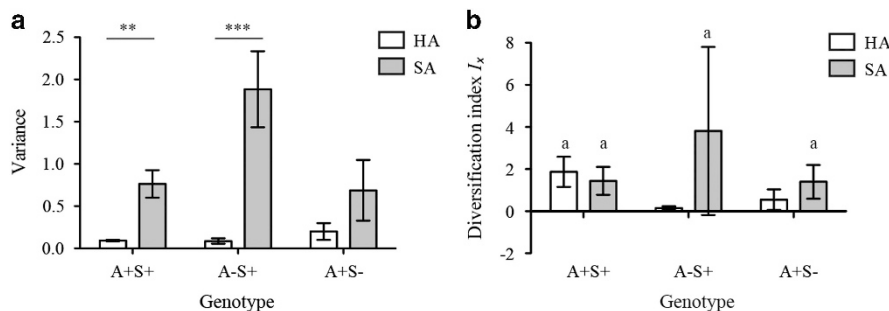 a
** ***
HA
SA
2.5
2.0
1.5
1.0
0.5
0.0
Variance
A+S+ A-S+ A+S-
Genotype
b
HA
SA
8
6
4
2
0
-2
Diversification index Ix
a a a a
A+S+ A-S+ A+S-
Genotype